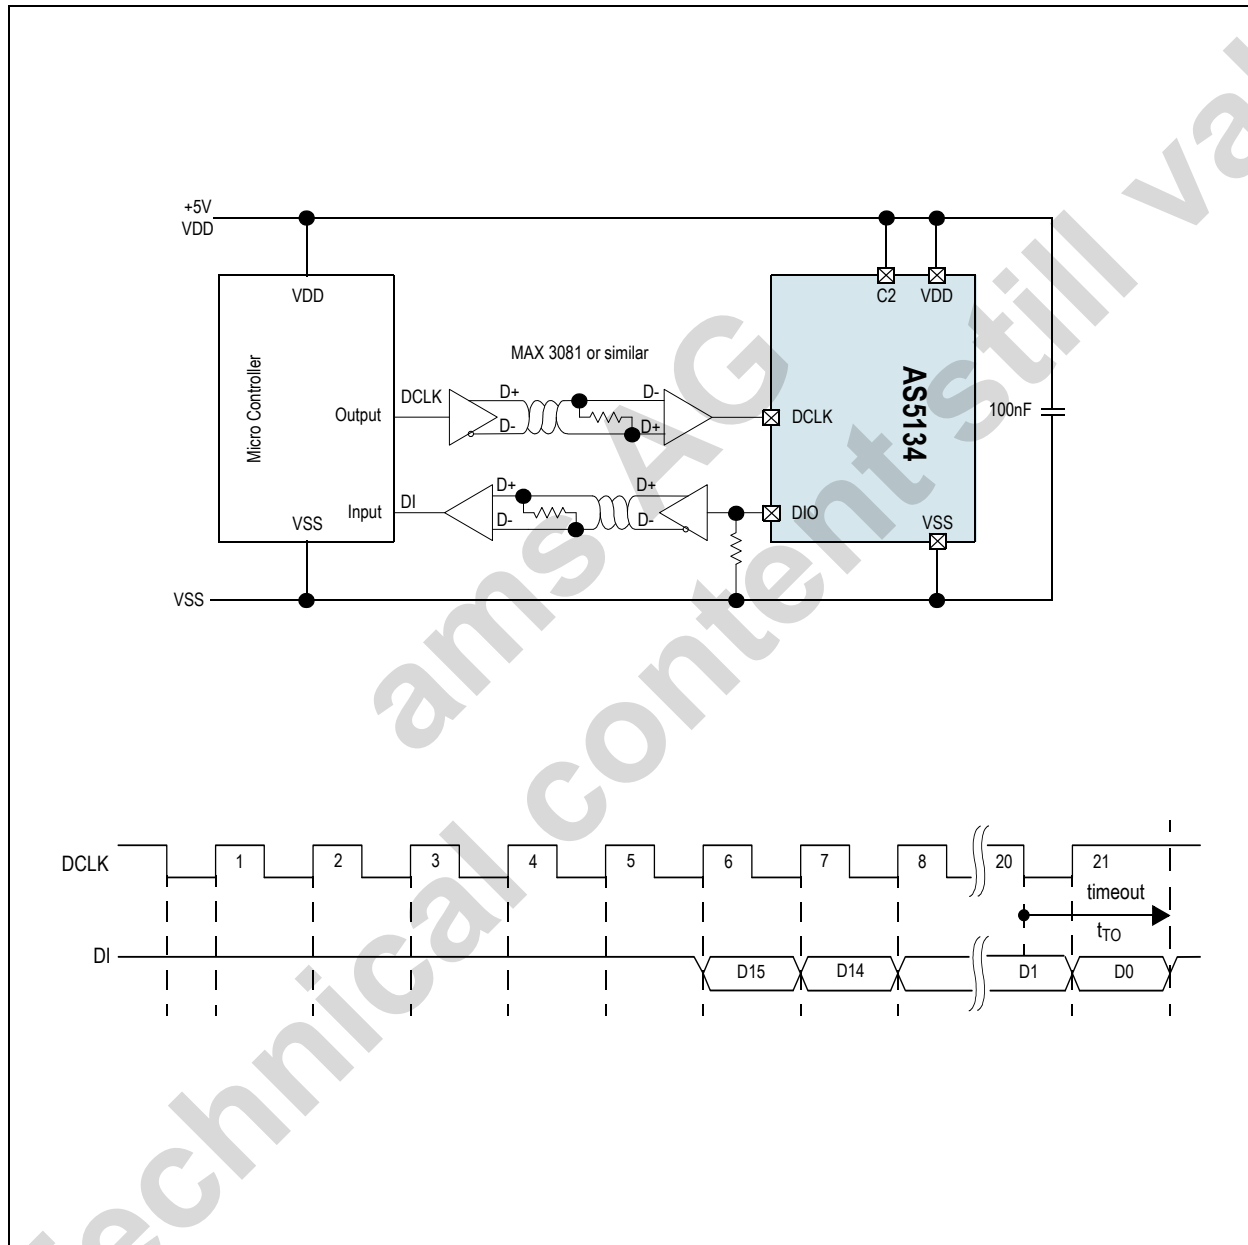 +5V
VDD
VDD
C2 VDD
Micro Controller
MAX 3081 or similar
AS5134
DCLK D+ D-
Output
D- D+
DCLK
100nF
DI D+ D+
Input
D- D-
DIO
VSS
VSS
VSS
ams AG
Technical content still val
DCLK 1 2 3 4 5 6 7 8 20 21
timeout
tTO
DI D15 D14 D1 D0